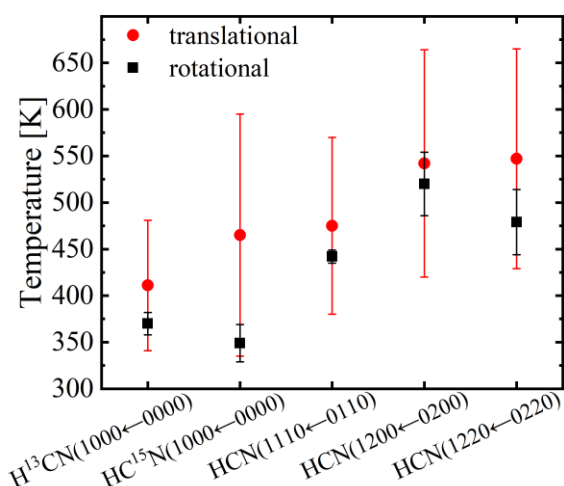 translational
rotational
Temperature [K]
650
600
550
500
450
400
350
300
H¹³CN(1000←0000)
HC¹⁵N(1000←0000)
HCN(1110←0110)
HCN(1200←0200)
HCN(1220←0220)